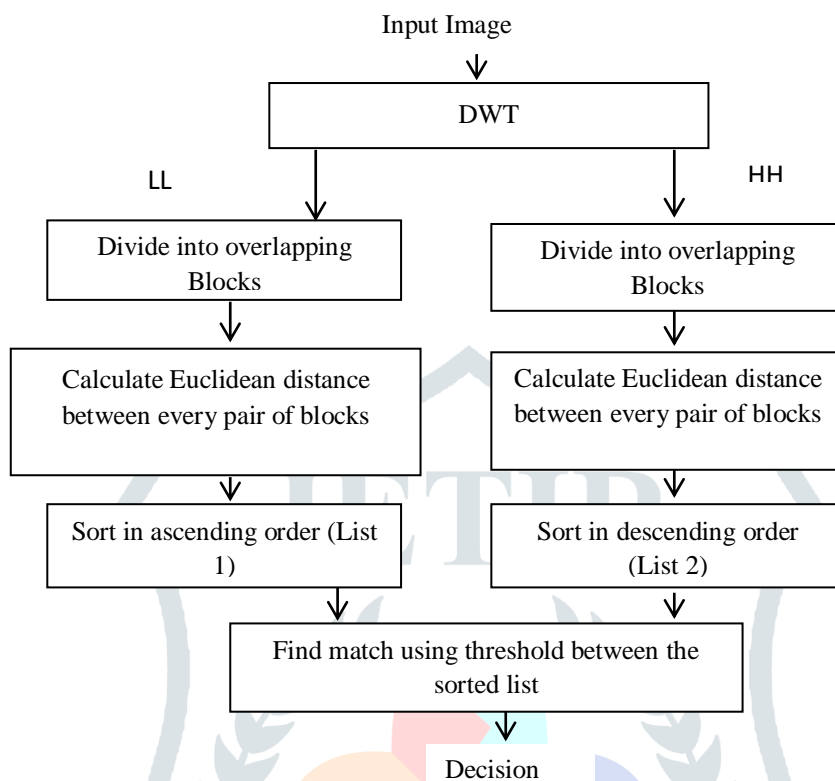 Input Image
DWT
LL
HH
Divide into overlapping
Blocks
Divide into overlapping
Blocks
Calculate Euclidean distance
between every pair of blocks
Calculate Euclidean distance
between every pair of blocks
JETIR
Sort in ascending order (List
1)
Sort in descending order
(List 2)
Find match using threshold between the
sorted list
Decision